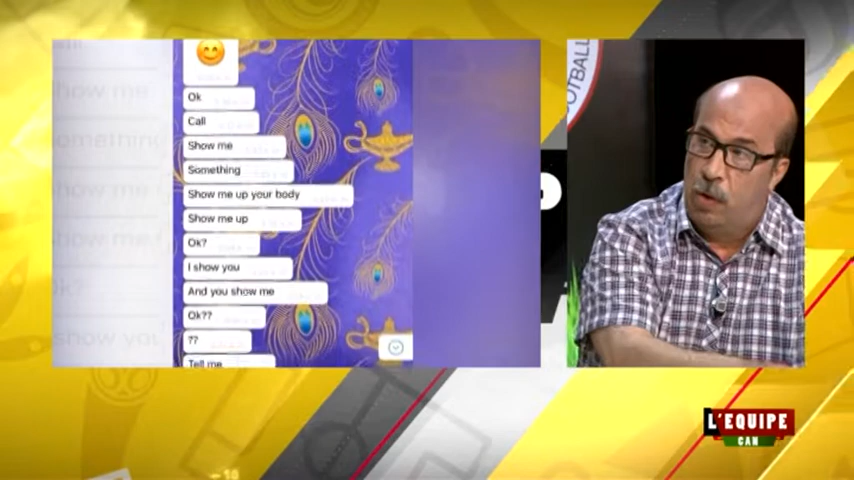 Ok
Call
Show me
Something
Show me up your body
Show me up
Ok?
I show you
And you show me
Ok??
??
Tell me
FOOTBALL
L'EQUIPE
CAN